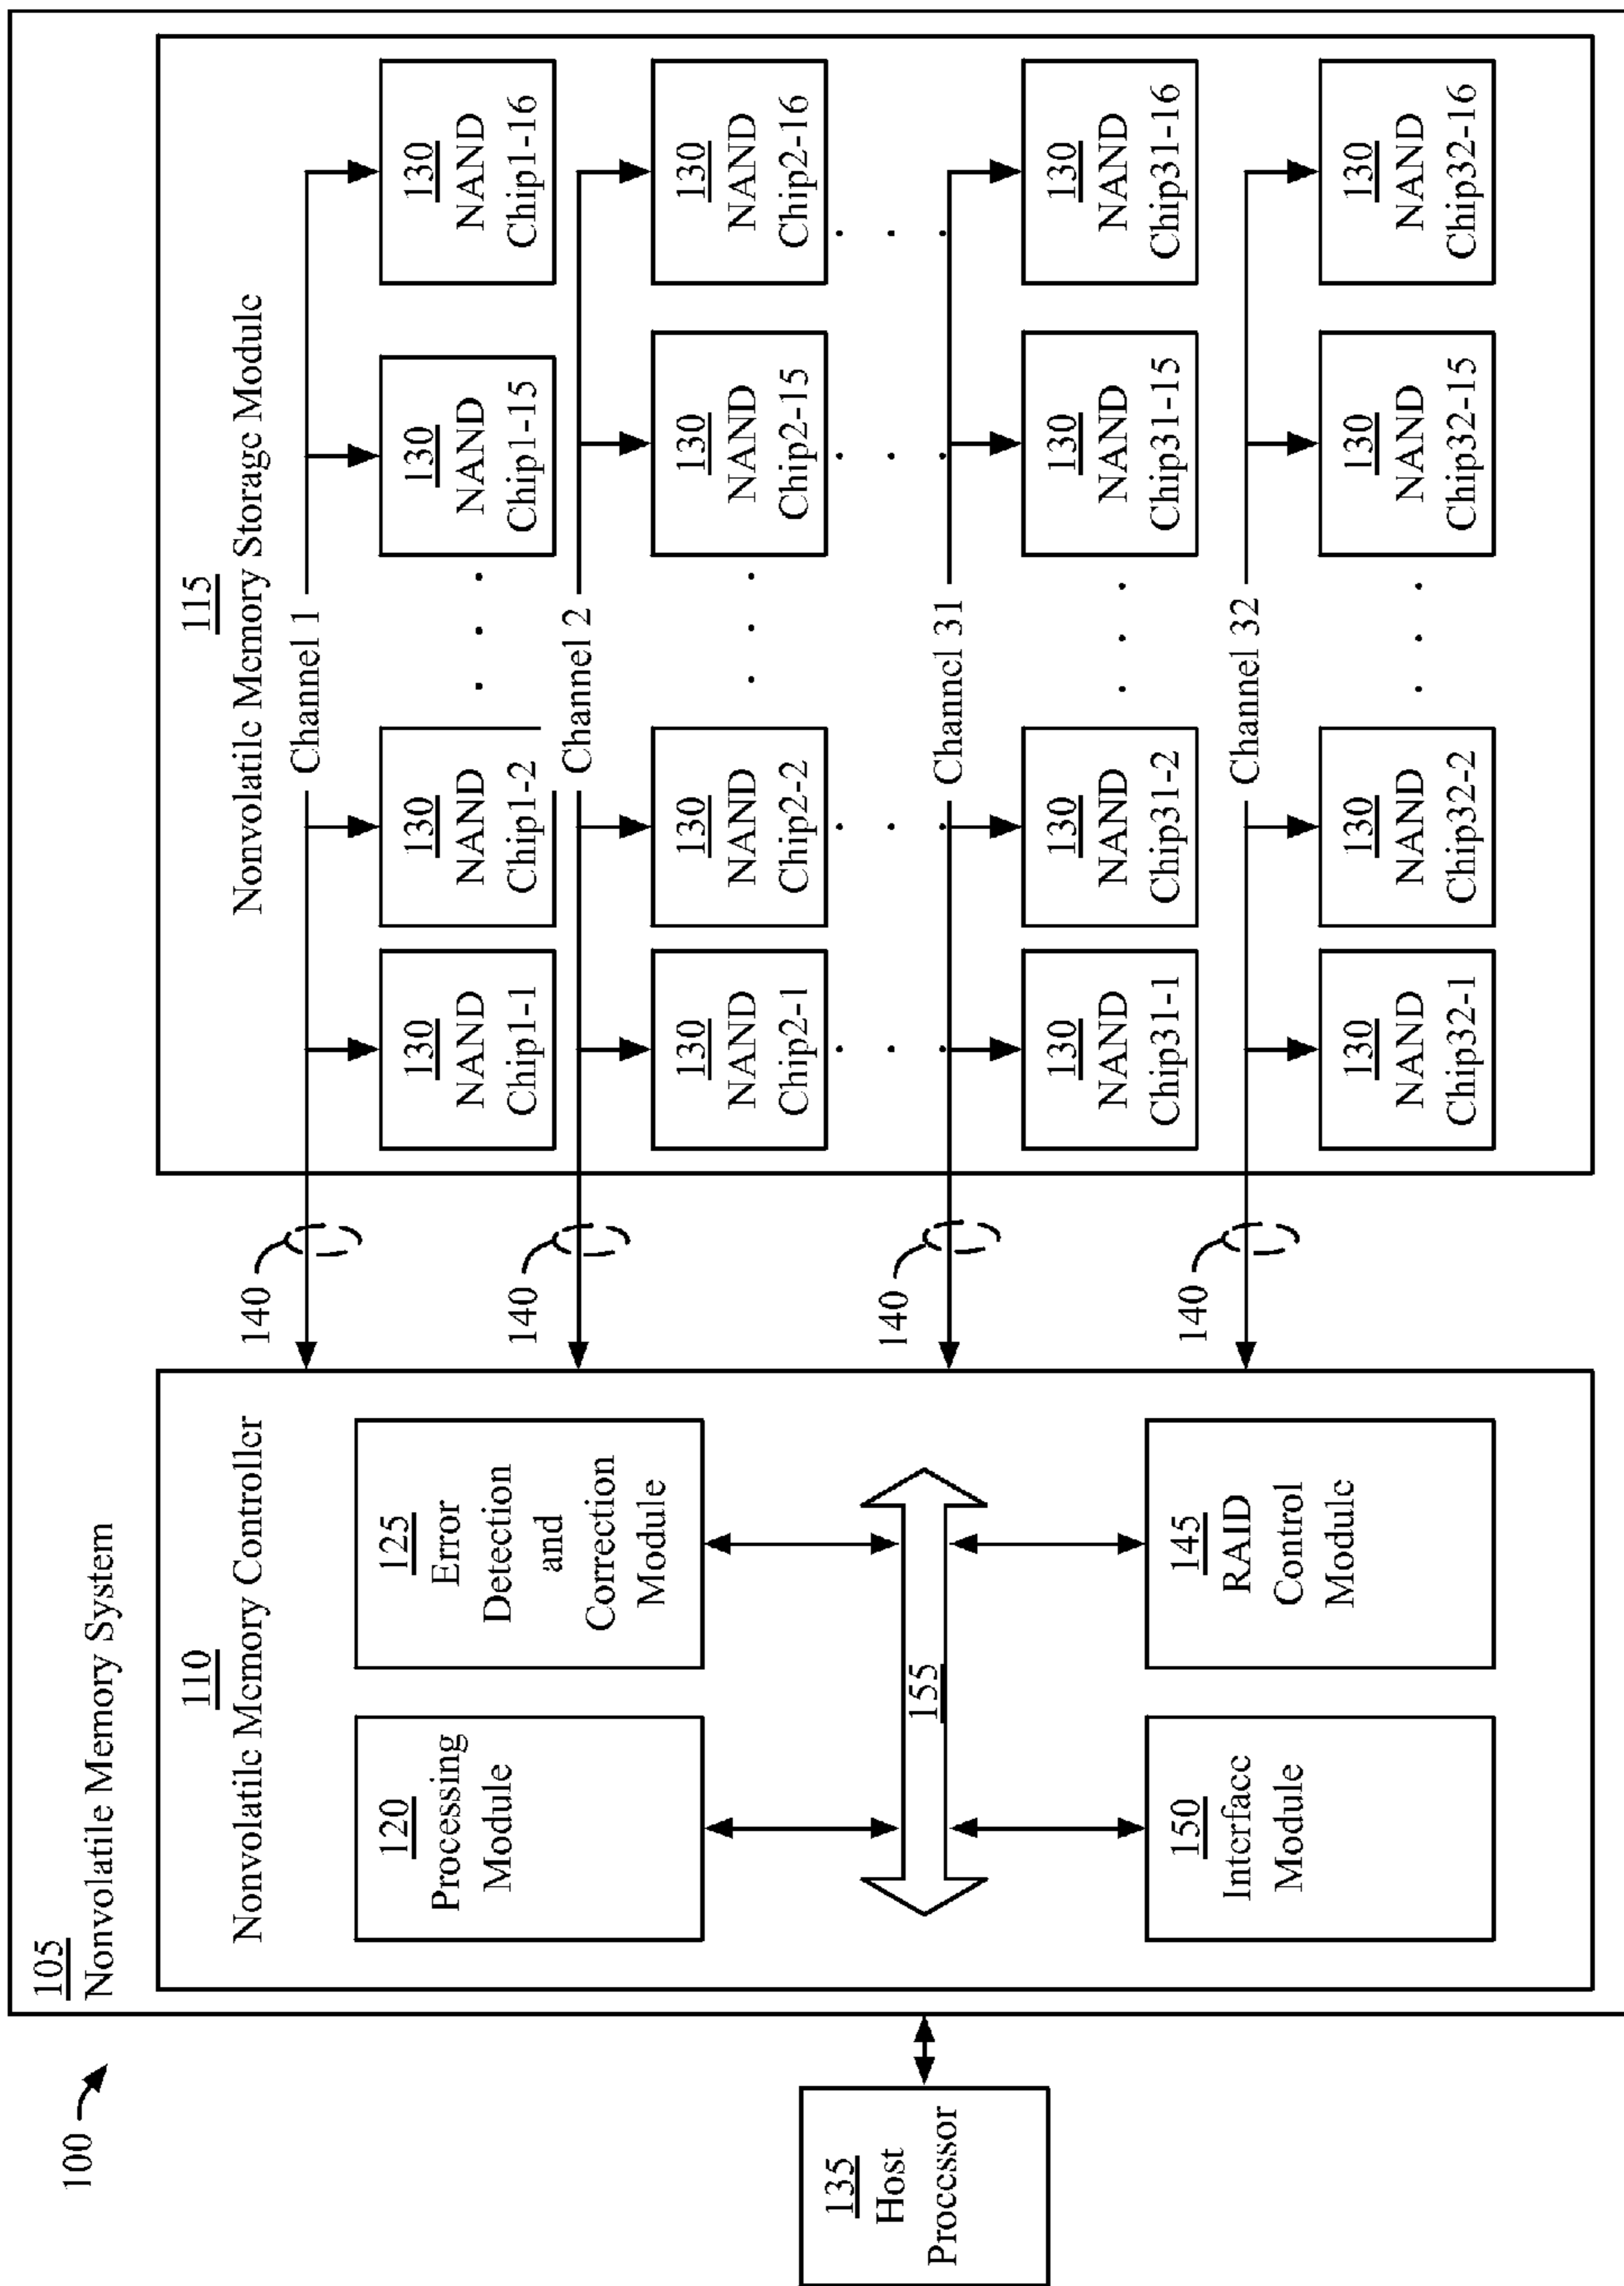 100
105
Nonvolatile Memory System
135
Host
Processor
110
Nonvolatile Memory Controller
120
Processing
Module
125
Error
Detection
and
Correction
Module
155
150
Interface
Module
145
RAID
Control
Module
140
140
140
140
115
Nonvolatile Memory Storage Module
Channel 1
130
NAND
Chip1-1
130
NAND
Chip1-2
. . .
130
NAND
Chip1-15
130
NAND
Chip1-16
Channel 2
130
NAND
Chip2-1
130
NAND
Chip2-2
. . .
130
NAND
Chip2-15
130
NAND
Chip2-16
. . .
. . .
. . .
. . .
Channel 31
130
NAND
Chip31-1
130
NAND
Chip31-2
. . .
130
NAND
Chip31-15
130
NAND
Chip31-16
Channel 32
130
NAND
Chip32-1
130
NAND
Chip32-2
. . .
130
NAND
Chip32-15
130
NAND
Chip32-16